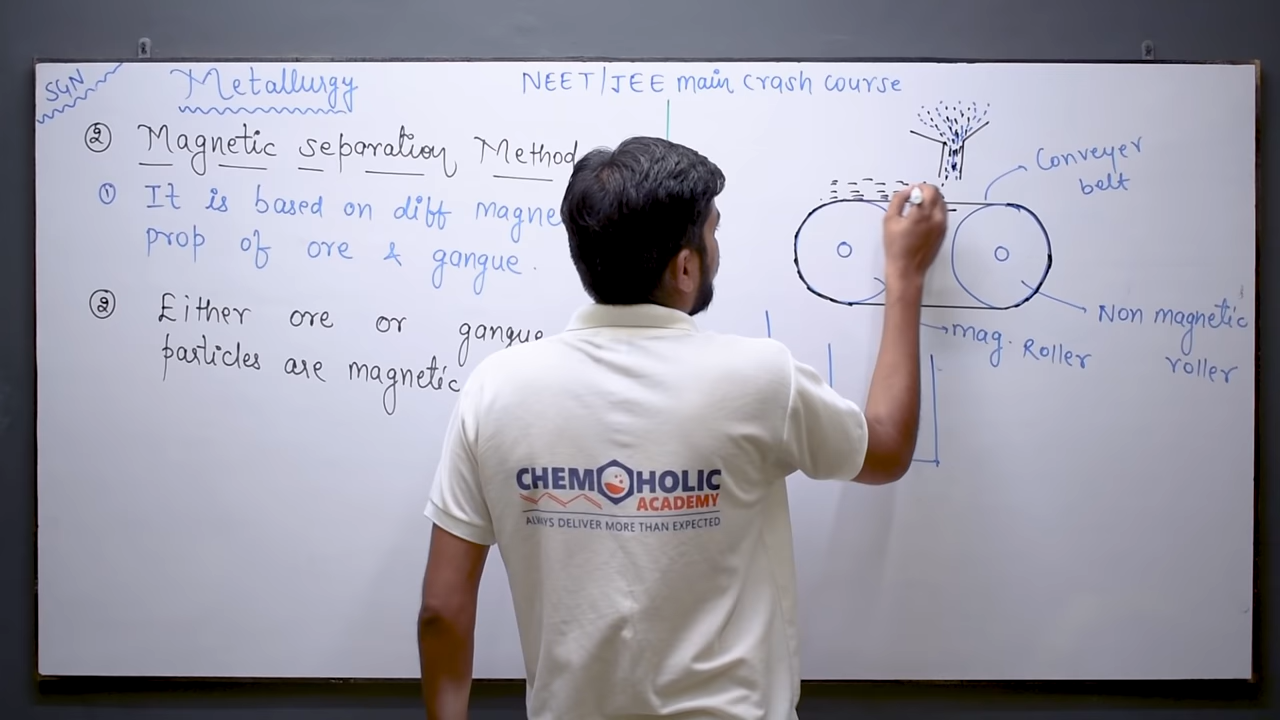 SGN
Metallurgy
NEET/JEE main crash course
② Magnetic separation Method
① It is based on diff magne
prop of ore & gangue.
② Either ore or gangue
particles are magnetic
Conveyer
belt
Non magnetic
roller
mag. Roller
CHEMOHOLIC
ACADEMY
ALWAYS DELIVER MORE THAN EXPECTED